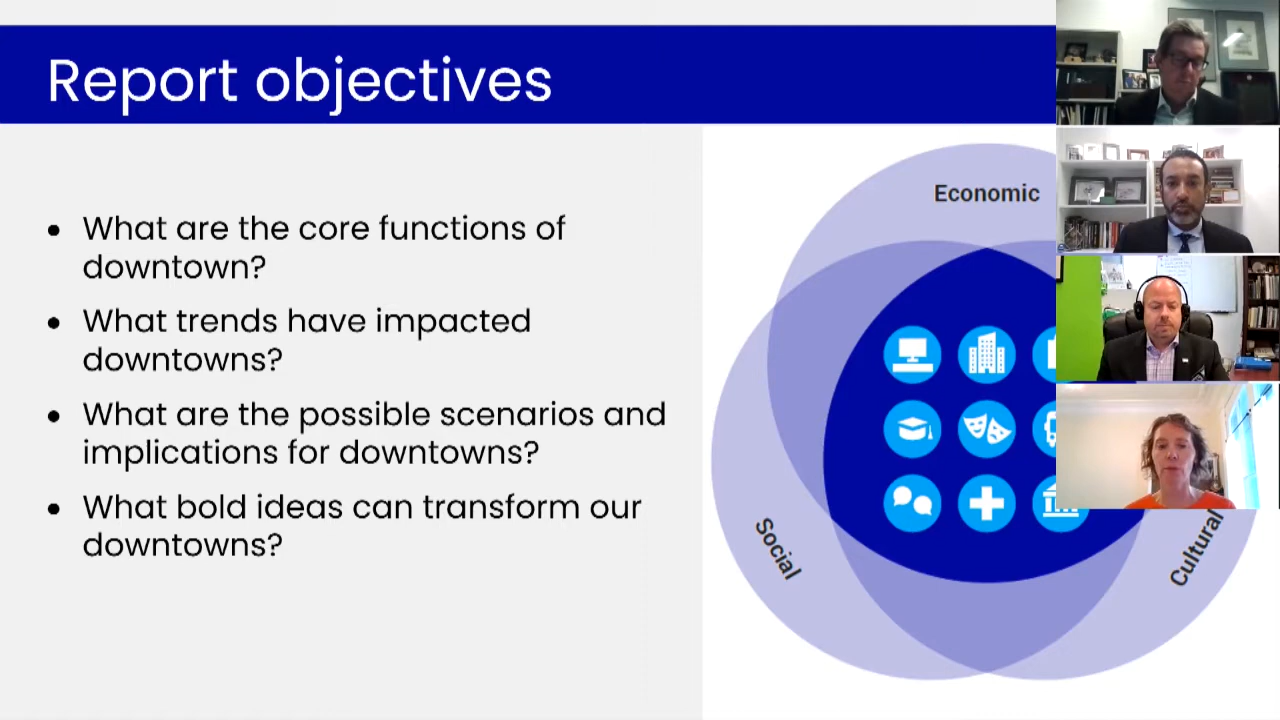 Report objectives
• What are the core functions of
downtown?
• What trends have impacted
downtowns?
• What are the possible scenarios and
implications for downtowns?
• What bold ideas can transform our
downtowns?
Economic
Social
Cultural